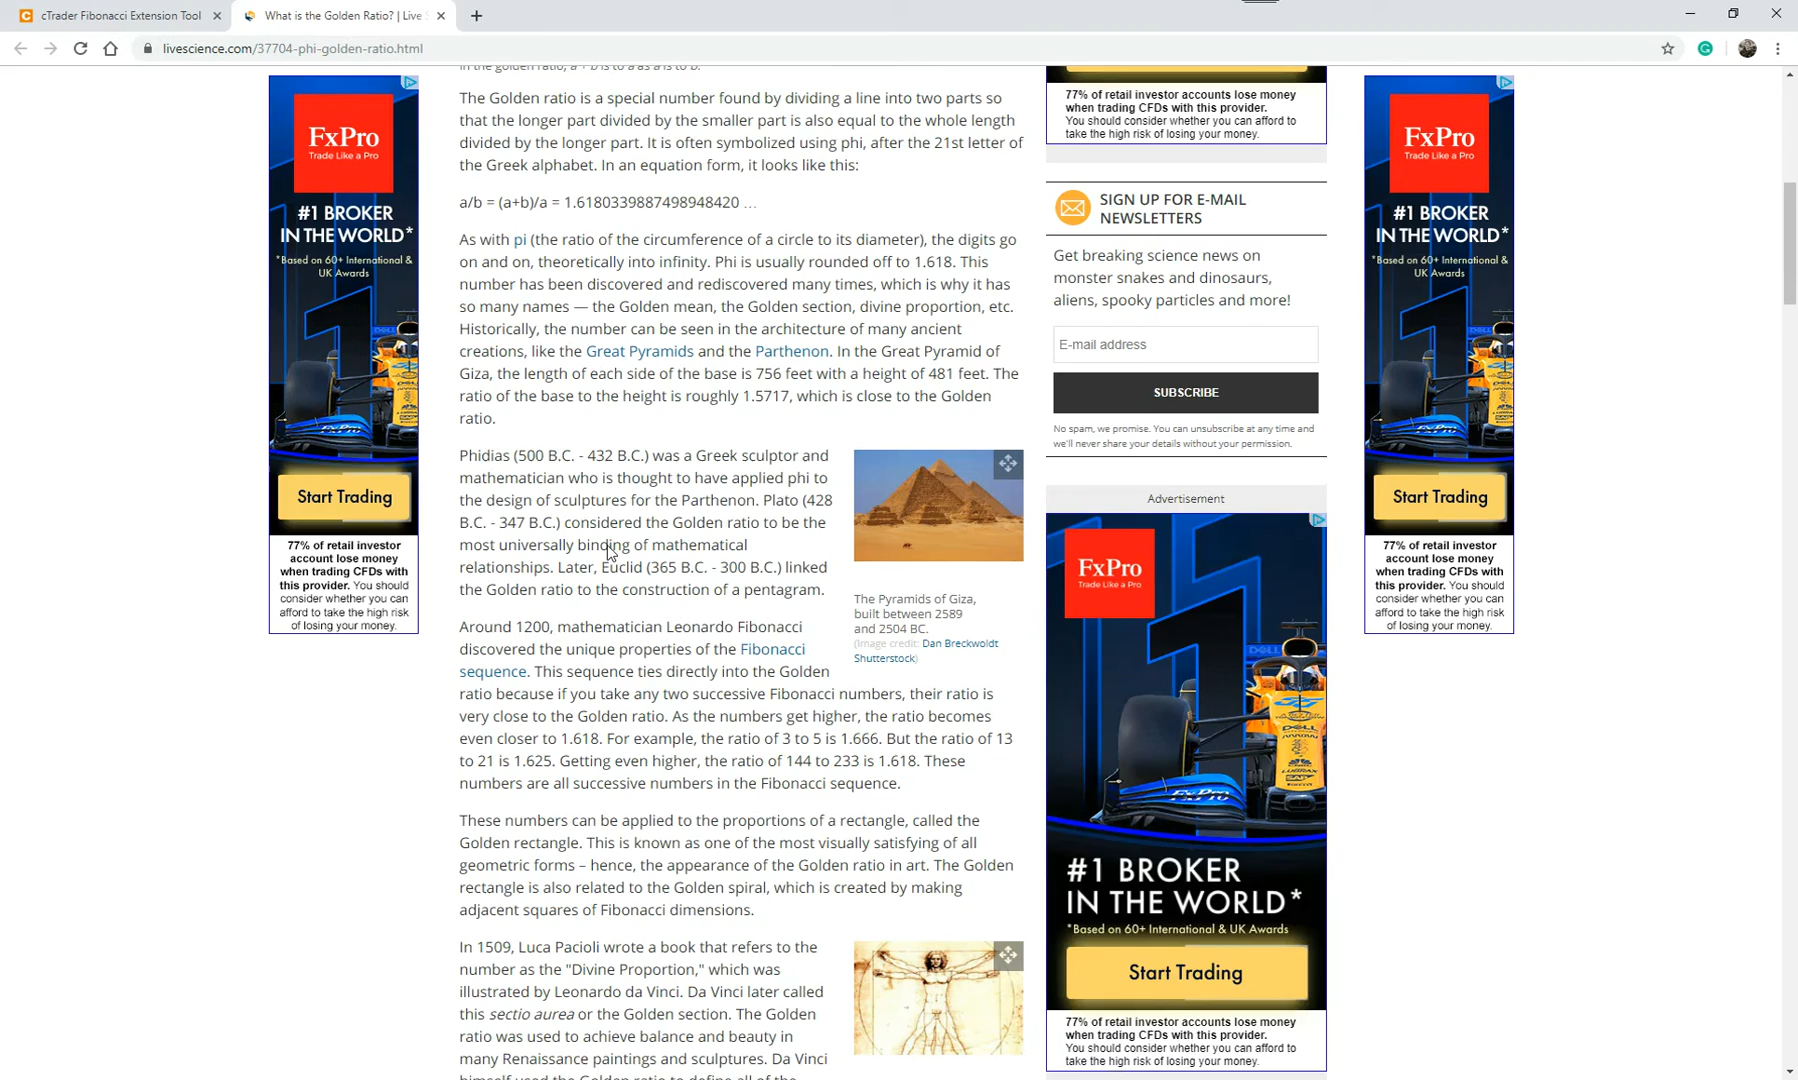 cTrader Fibonacci Extension Tool
What is the Golden Ratio? | Live
livescience.com/37704-phi-golden-ratio.html
In the golden ratio, a + b is to a as a is to b.
The Golden ratio is a special number found by dividing a line into two parts so
that the longer part divided by the smaller part is also equal to the whole length
divided by the longer part. It is often symbolized using phi, after the 21st letter of
the Greek alphabet. In an equation form, it looks like this:
a/b = (a+b)/a = 1.6180339887498948420 …
As with pi (the ratio of the circumference of a circle to its diameter), the digits go
on and on, theoretically into infinity. Phi is usually rounded off to 1.618. This
number has been discovered and rediscovered many times, which is why it has
so many names — the Golden mean, the Golden section, divine proportion, etc.
Historically, the number can be seen in the architecture of many ancient
creations, like the Great Pyramids and the Parthenon. In the Great Pyramid of
Giza, the length of each side of the base is 756 feet with a height of 481 feet. The
ratio of the base to the height is roughly 1.5717, which is close to the Golden
ratio.
Phidias (500 B.C. - 432 B.C.) was a Greek sculptor and
mathematician who is thought to have applied phi to
the design of sculptures for the Parthenon. Plato (428
B.C. - 347 B.C.) considered the Golden ratio to be the
most universally binding of mathematical
relationships. Later, Euclid (365 B.C. - 300 B.C.) linked
the Golden ratio to the construction of a pentagram.
The Pyramids of Giza,
built between 2589
and 2504 BC.
(Image credit: Dan Breckwoldt
Shutterstock)
Around 1200, mathematician Leonardo Fibonacci
discovered the unique properties of the Fibonacci
sequence. This sequence ties directly into the Golden
ratio because if you take any two successive Fibonacci numbers, their ratio is
very close to the Golden ratio. As the numbers get higher, the ratio becomes
even closer to 1.618. For example, the ratio of 3 to 5 is 1.666. But the ratio of 13
to 21 is 1.625. Getting even higher, the ratio of 144 to 233 is 1.618. These
numbers are all successive numbers in the Fibonacci sequence.
These numbers can be applied to the proportions of a rectangle, called the
Golden rectangle. This is known as one of the most visually satisfying of all
geometric forms – hence, the appearance of the Golden ratio in art. The Golden
rectangle is also related to the Golden spiral, which is created by making
adjacent squares of Fibonacci dimensions.
In 1509, Luca Pacioli wrote a book that refers to the
number as the "Divine Proportion," which was
illustrated by Leonardo da Vinci. Da Vinci later called
this sectio aurea or the Golden section. The Golden
ratio was used to achieve balance and beauty in
many Renaissance paintings and sculptures. Da Vinci
himself used the Golden ratio to define all of the
FxPro
Trade Like a Pro
#1 BROKER
IN THE WORLD*
*Based on 60+ International &
UK Awards
Start Trading
77% of retail investor
account lose money
when trading CFDs with
this provider. You should
consider whether you can
afford to take the high risk
of losing your money.
77% of retail investor accounts lose money
when trading CFDs with this provider.
You should consider whether you can afford to
take the high risk of losing your money.
SIGN UP FOR E-MAIL
NEWSLETTERS
Get breaking science news on
monster snakes and dinosaurs,
aliens, spooky particles and more!
E-mail address
SUBSCRIBE
No spam, we promise. You can unsubscribe at any time and
we'll never share your details without your permission.
Advertisement
FxPro
Trade Like a Pro
DELL
#1 BROKER
IN THE WORLD*
*Based on 60+ International & UK Awards
Start Trading
77% of retail investor accounts lose money
when trading CFDs with this provider.
You should consider whether you can afford to
take the high risk of losing your money.
FxPro
Trade Like a Pro
#1 BROKER
IN THE WORLD*
*Based on 60+ International &
UK Awards
Start Trading
77% of retail investor
account lose money
when trading CFDs with
this provider. You should
consider whether you can
afford to take the high risk
of losing your money.